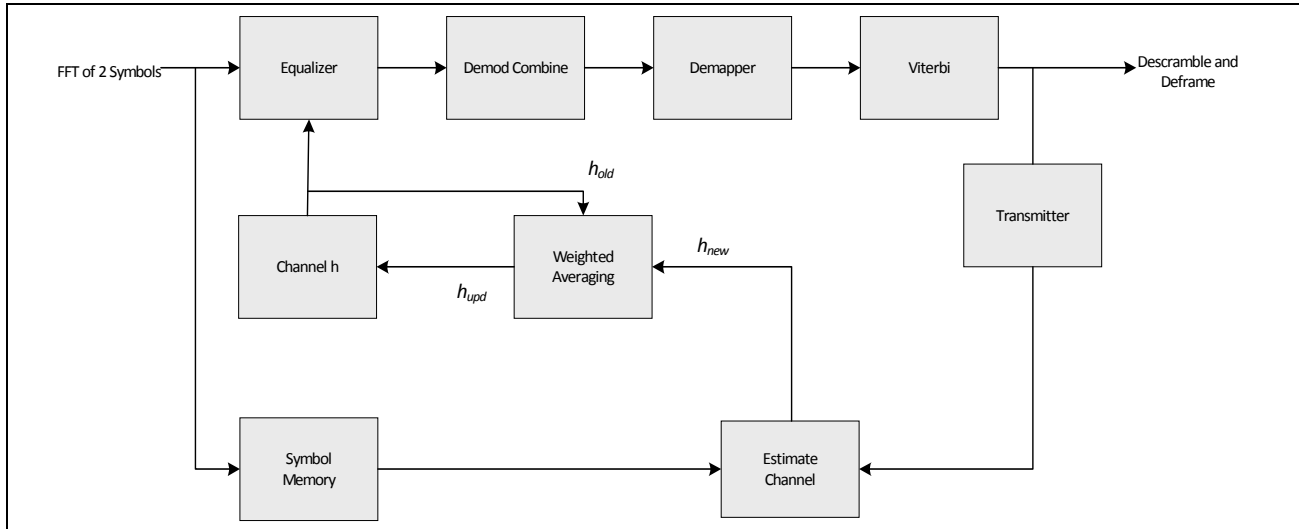 FFT of 2 Symbols
Equalizer
Demod Combine
Demapper
Viterbi
Descramble and
Deframe
h_old
Transmitter
Channel h
Weighted
Averaging
h_new
h_upd
Symbol
Memory
Estimate
Channel